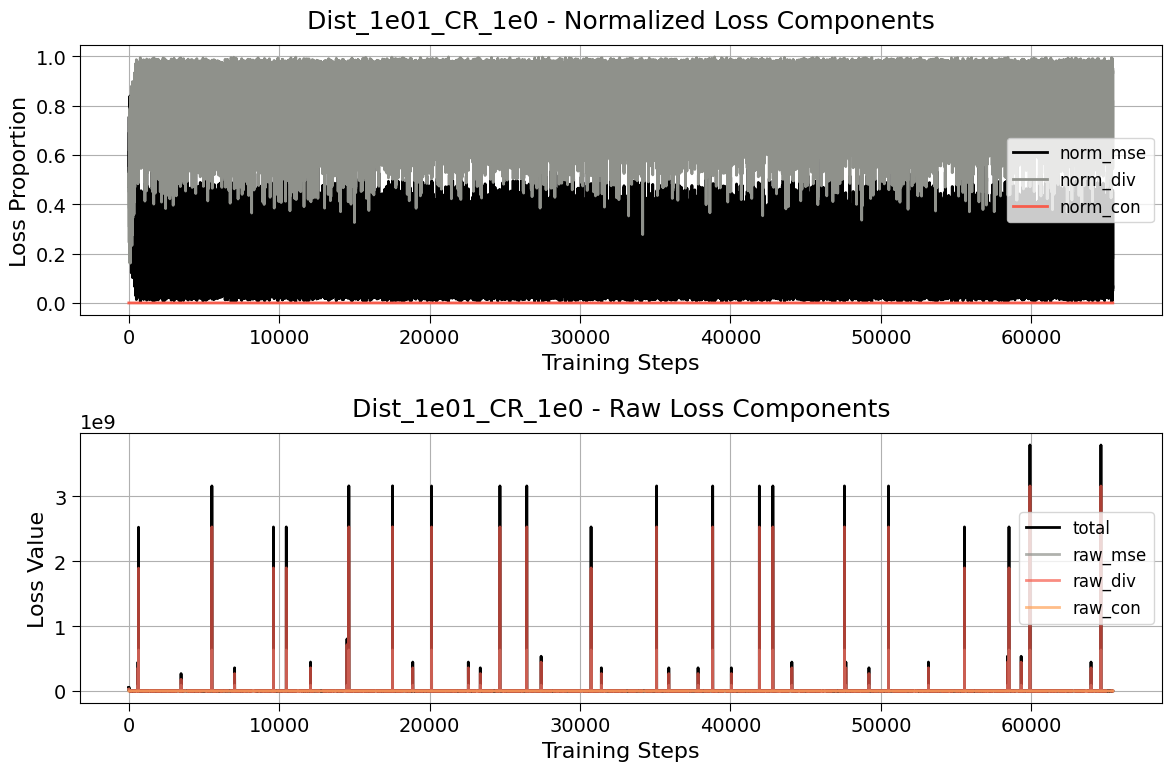 Dist_1e01_CR_1e0 - Normalized Loss Components
Loss Proportion
1.0
0.8
0.6
0.4
0.2
0.0
norm_mse
norm_div
norm_con
0 10000 20000 30000 40000 50000 60000
Training Steps
Dist_1e01_CR_1e0 - Raw Loss Components
1e9
Loss Value
3
2
1
0
total
raw_mse
raw_div
raw_con
0 10000 20000 30000 40000 50000 60000
Training Steps